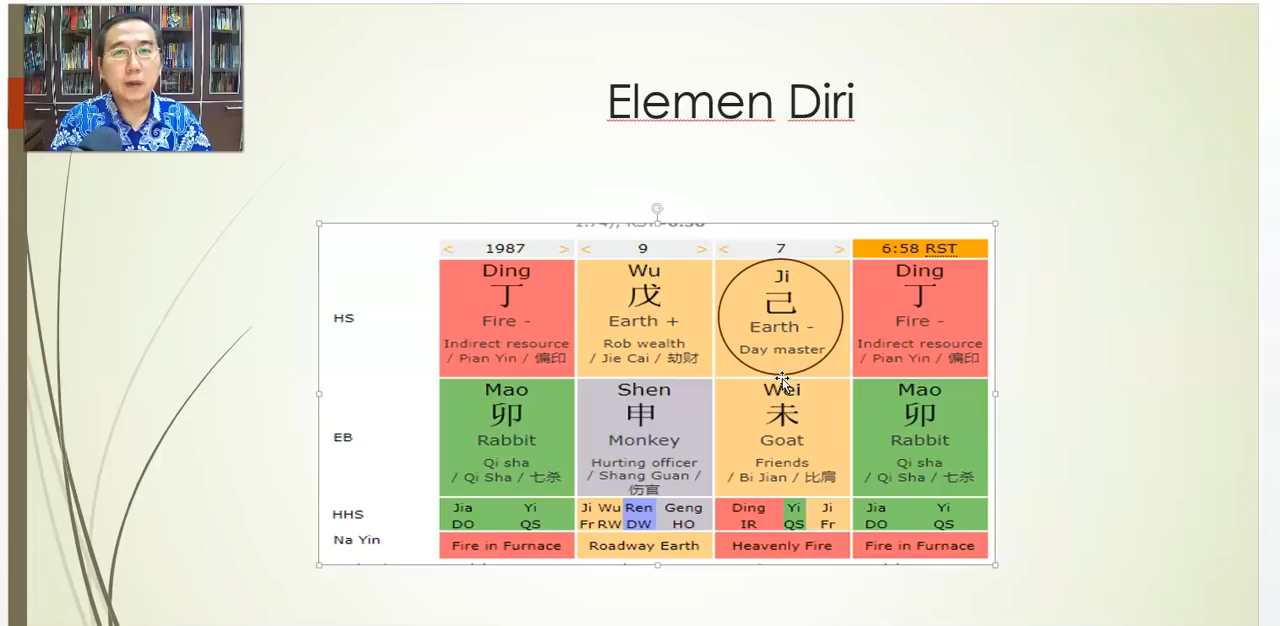 Elemen Diri
< 1987 > < 9 > < 7 > 6:58 RST
Ding Wu Ji Ding
丁 戊 己 丁
HS Fire - Earth + Earth - Fire -
Indirect resource Rob wealth Day master Indirect resource
/ Pian Yin / 偏印 / Jie Cai / 劫财 / Pian Yin / 偏印
Mao Shen Wei Mao
卯 申 未 卯
EB Rabbit Monkey Goat Rabbit
Qi sha Hurting officer Friends Qi sha
/ Qi Sha / 七杀 / Shang Guan / / Bi Jian / 比肩 / Qi Sha / 七杀
伤官
HHS Jia Yi Ji Wu Ren Geng Ding Yi Ji Jia Yi
DO QS Fr RW DW HO IR QS Fr DO QS
Na Yin Fire in Furnace Roadway Earth Heavenly Fire Fire in Furnace